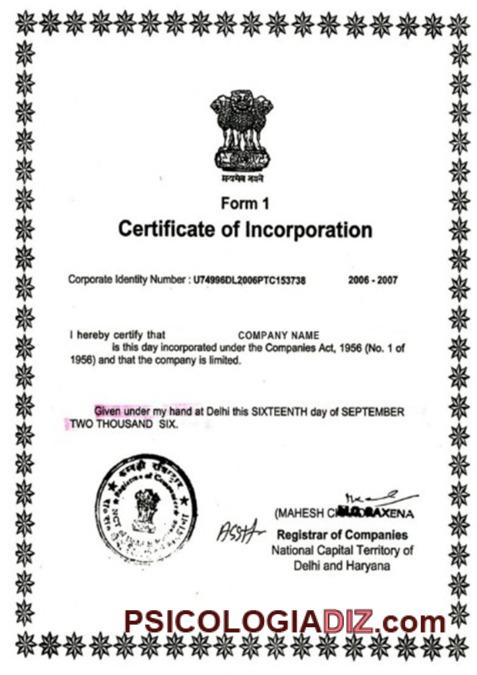 सत्यमेव जयते
Form 1
Certificate of Incorporation
Corporate Identity Number : U74996DL2006PTC153738 2006 - 2007
I hereby certify that COMPANY NAME
is this day incorporated under the Companies Act, 1956 (No. 1 of
1956) and that the company is limited.
Given under my hand at Delhi this SIXTEENTH day of SEPTEMBER
TWO THOUSAND SIX.
(MAHESH
Registrar of Companies
National Capital Territory of
Delhi and Haryana
PSICOLOGIADIZ.com